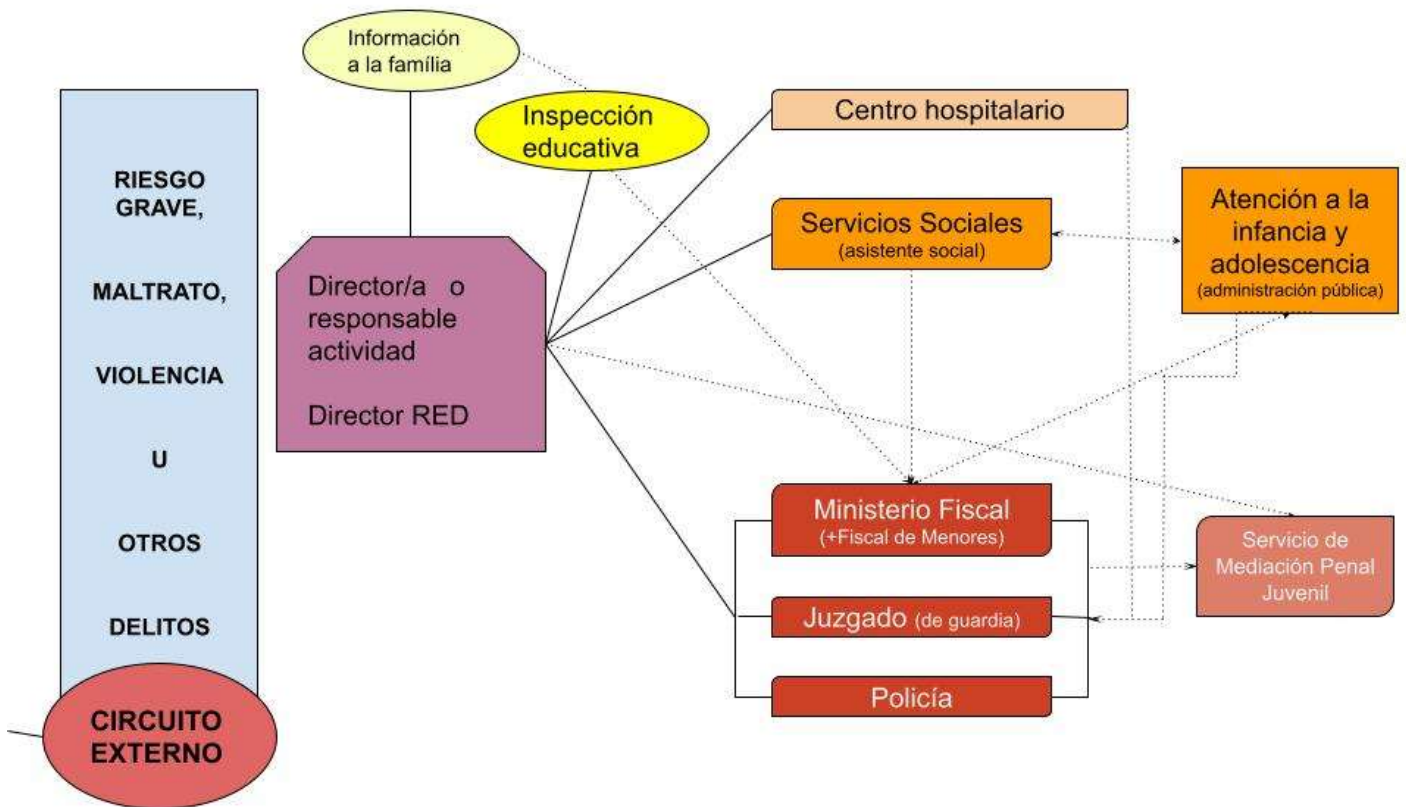 Información
a la família
Inspección
educativa
Centro hospitalario
RIESGO
GRAVE,
MALTRATO,
VIOLENCIA
U
OTROS
DELITOS
CIRCUITO
EXTERNO
Director/a o
responsable
actividad
Director RED
Servicios Sociales
(asistente social)
Atención a la
infancia y
adolescencia
(administración pública)
Ministerio Fiscal
(+Fiscal de Menores)
Juzgado (de guardia)
Policía
Servicio de
Mediación Penal
Juvenil